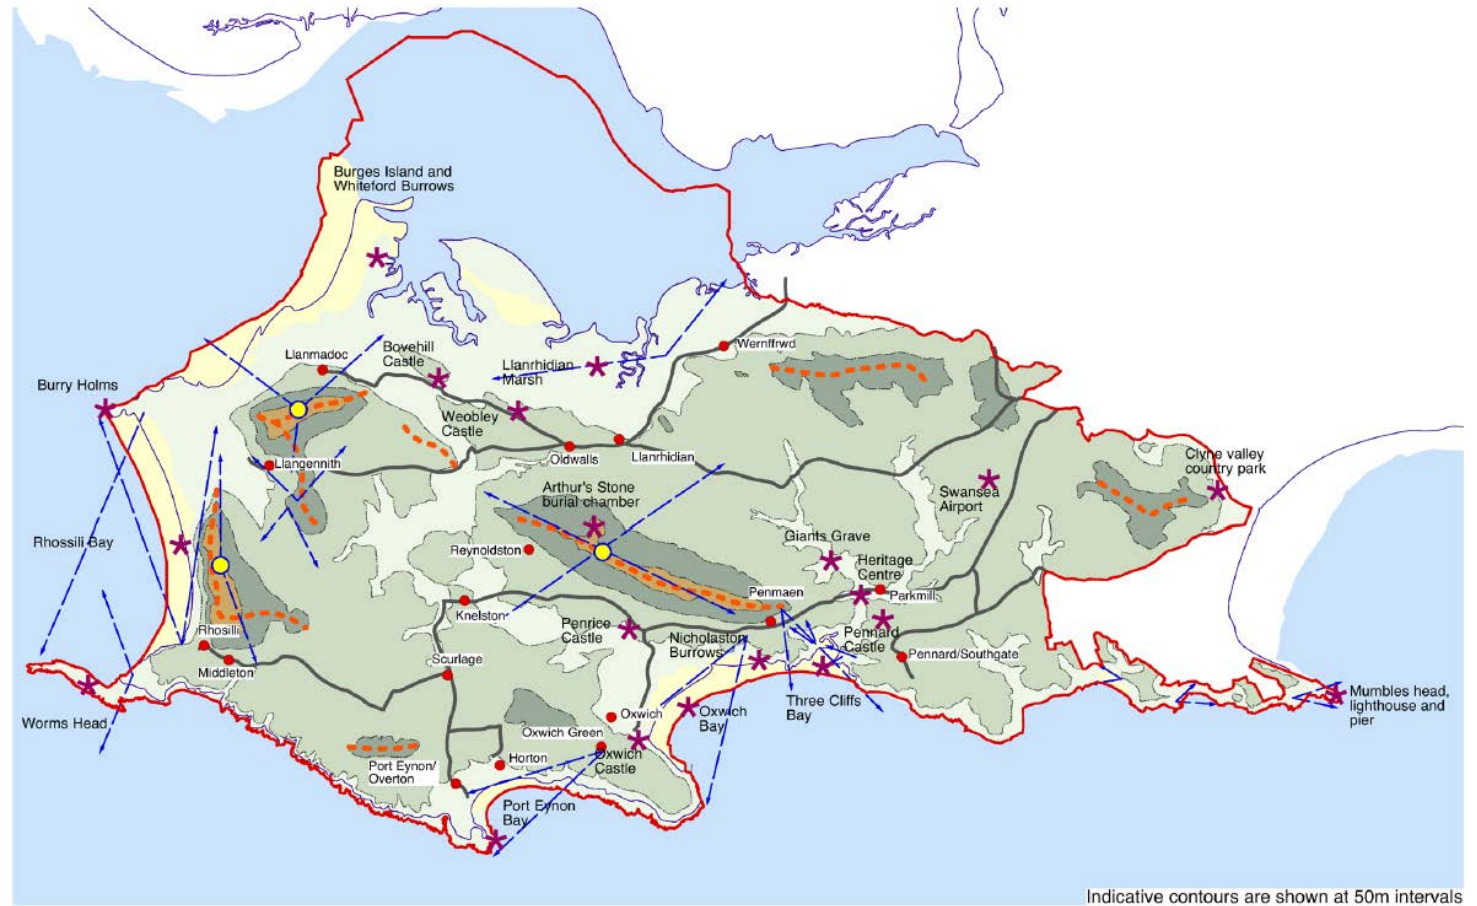 Burges Island and
Whiteford Burrows
Wernffrwd
Llanmadoc
Bovehill
Castle
Llanrhidian
Marsh
Burry Holms
Weobley
Castle
Oldwalls
Llanrhidian
Llangennith
Clyne valley
country park
Arthur's Stone
burial chamber
Swansea
Airport
Rhossili Bay
Reynoldston
Giants Grave
Heritage
Centre
Penmaen
Parkmill
Knelston
Penrice
Castle
Rhosilli
Nicholaston
Burrows
Pennard
Castle
Pennard/Southgate
Scurlage
Middleton
Worms Head
Oxwich
Oxwich
Bay
Three Cliffs
Bay
Mumbles head,
lighthouse and
pier
Oxwich Green
Oxwich
Castle
Horton
Port Eynon/
Overton
Port Eynon
Bay
Indicative contours are shown at 50m intervals